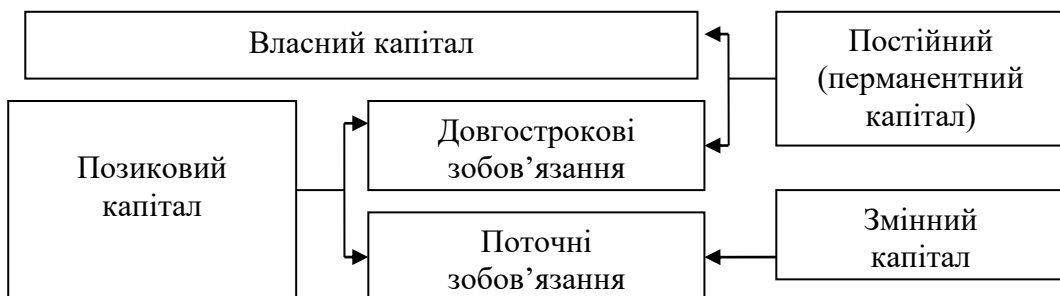 Власний капітал
Постійний
(перманентний
капітал)
Позиковий
капітал
Довгострокові
зобов’язання
Поточні
зобов’язання
Змінний
капітал